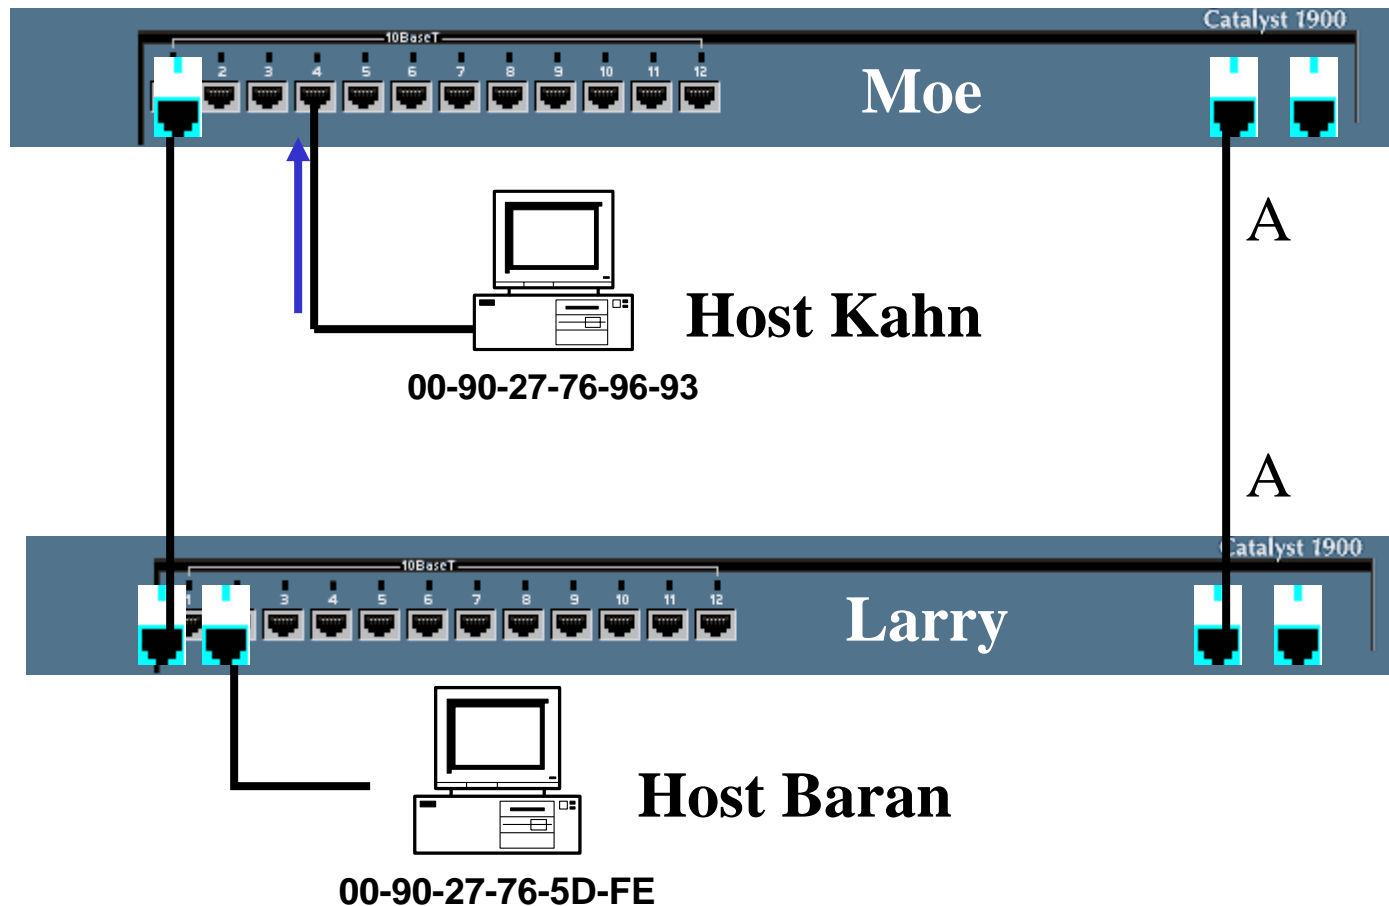 Catalyst 1900
10BaseT
2 3 4 5 6 7 8 9 10 11 12
Moe
A
Host Kahn
00-90-27-76-96-93
A
Catalyst 1900
10BaseT
1 3 4 5 6 7 8 9 10 11 12
Larry
Host Baran
00-90-27-76-5D-FE